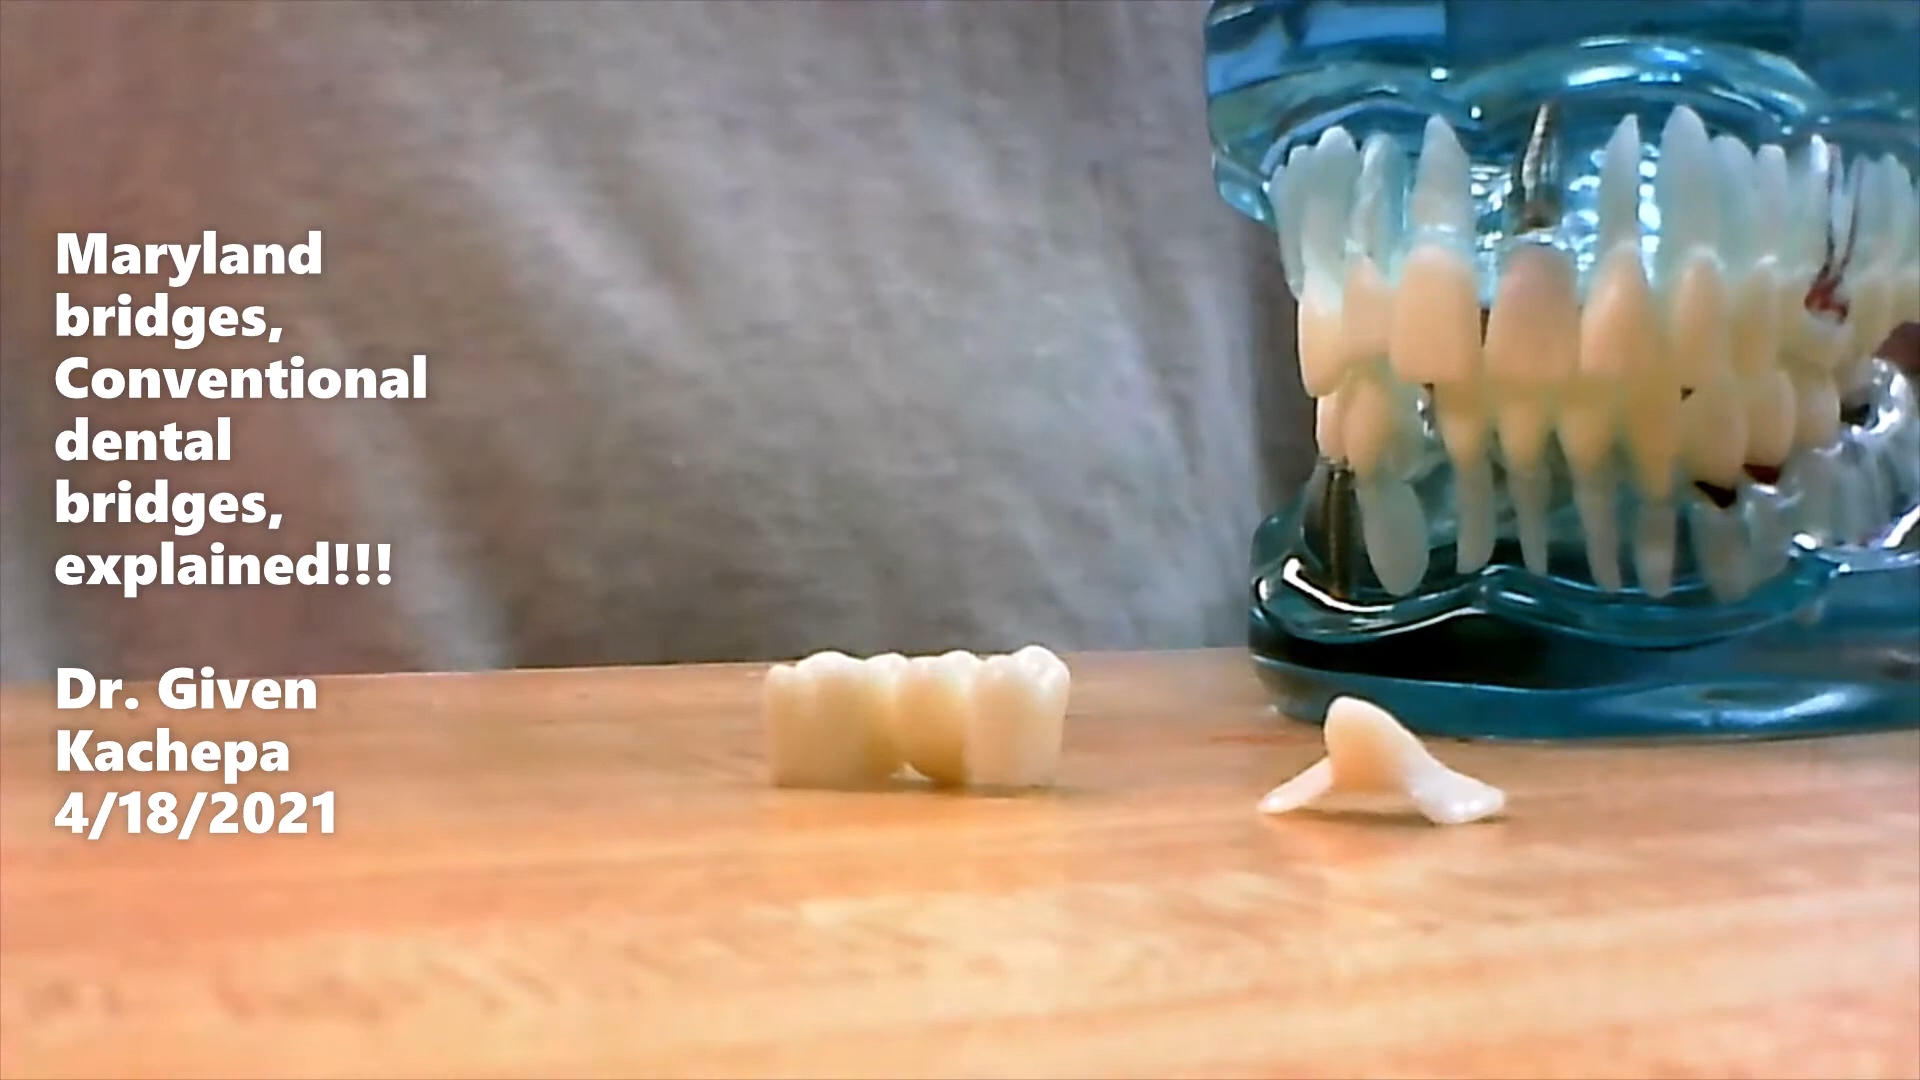 Maryland
bridges,
Conventional
dental
bridges,
explained!!!
Dr. Given
Kachepa
4/18/2021